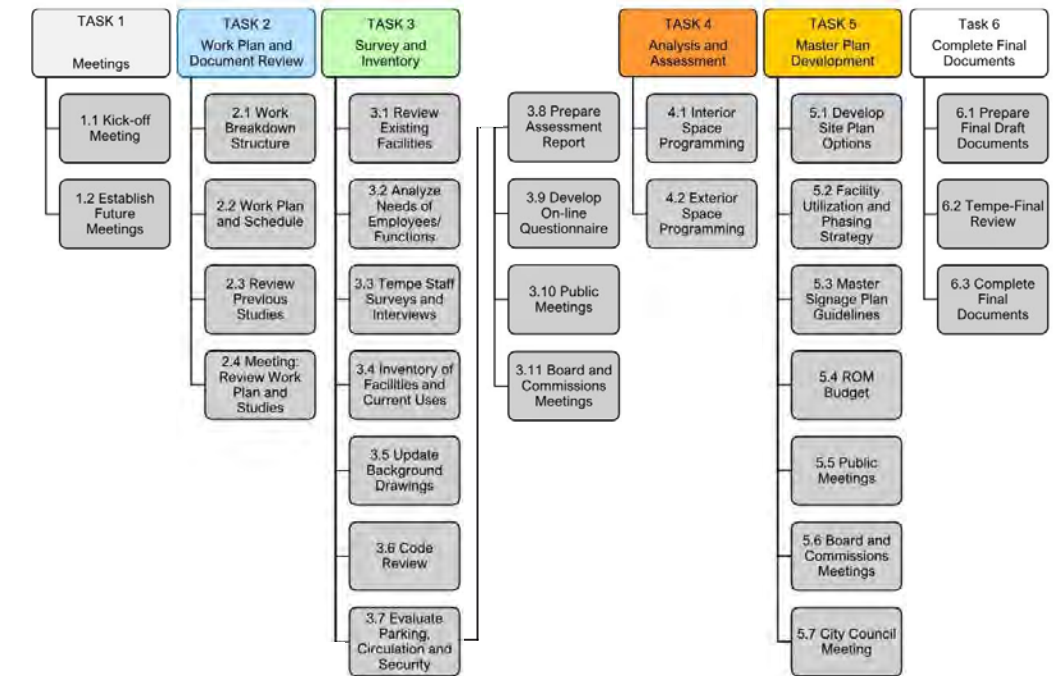 TASK 1
Meetings
1.1 Kick-off
Meeting
1.2 Establish
Future
Meetings
TASK 2
Work Plan and
Document Review
2.1 Work
Breakdown
Structure
2.2 Work Plan
and Schedule
2.3 Review
Previous
Studies
2.4 Meeting:
Review Work
Plan and
Studies
TASK 3
Survey and
Inventory
3.1 Review
Existing
Facilities
3.2 Analyze
Needs of
Employees/
Functions
3.3 Tempe Staff
Surveys and
Interviews
3.4 Inventory of
Facilities and
Current Uses
3.5 Update
Background
Drawings
3.6 Code
Review
3.7 Evaluate
Parking,
Circulation and
Security
3.8 Prepare
Assessment
Report
3.9 Develop
On-line
Questionnaire
3.10 Public
Meetings
3.11 Board and
Commissions
Meetings
TASK 4
Analysis and
Assessment
4.1 Interior
Space
Programming
4.2 Exterior
Space
Programming
TASK 5
Master Plan
Development
5.1 Develop
Site Plan
Options
5.2 Facility
Utilization and
Phasing
Strategy
5.3 Master
Signage Plan
Guidelines
5.4 ROM
Budget
5.5 Public
Meetings
5.6 Board and
Commissions
Meetings
5.7 City Council
Meeting
Task 6
Complete Final
Documents
6.1 Prepare
Final Draft
Documents
6.2 Tempe-Final
Review
6.3 Complete
Final
Documents